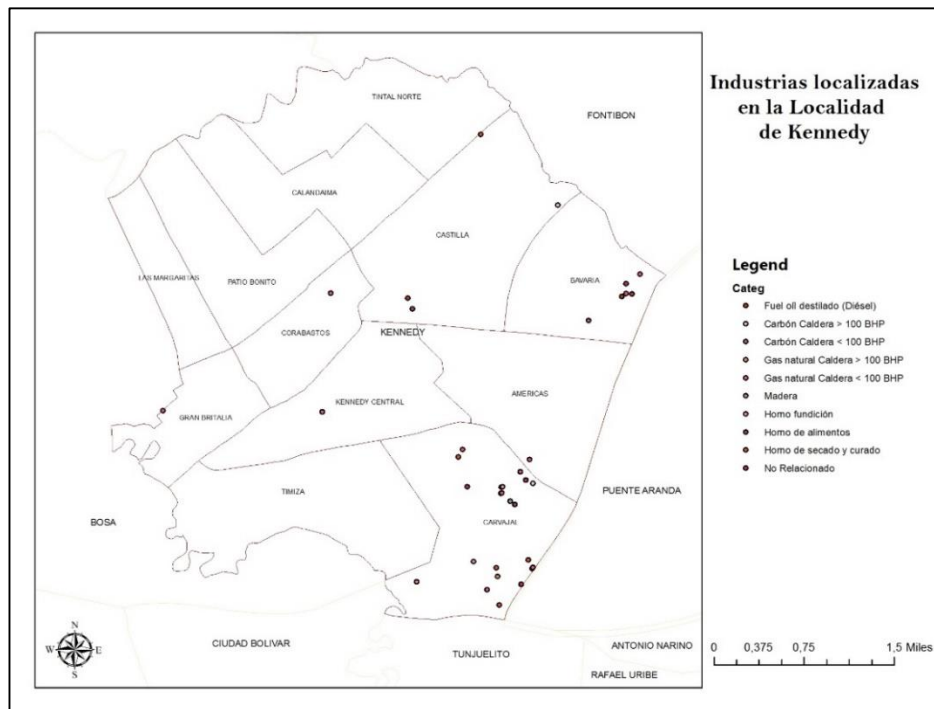 Industrias localizadas
en la Localidad
de Kennedy
TINTAL NORTE
FONTIBON
CALANDAIMA
CASTILLA
LAS MARGARITAS
PATIO BONITO
BAVARIA
CORABASTOS
KENNEDY
AMERICAS
KENNEDY CENTRAL
GRAN BRITALIA
TIMIZA
PUENTE ARANDA
BOSA
CARVAJAL
CIUDAD BOLIVAR
TUNJUELITO
ANTONIO NARINO
RAFAEL URIBE
N
W E
S
Legend
Categ
Fuel oil destilado (Diésel)
Carbón Caldera > 100 BHP
Carbón Caldera < 100 BHP
Gas natural Caldera > 100 BHP
Gas natural Caldera < 100 BHP
Madera
Horno fundición
Horno de alimentos
Horno de secado y curado
No Relacionado
0 0,375 0,75 1,5 Miles